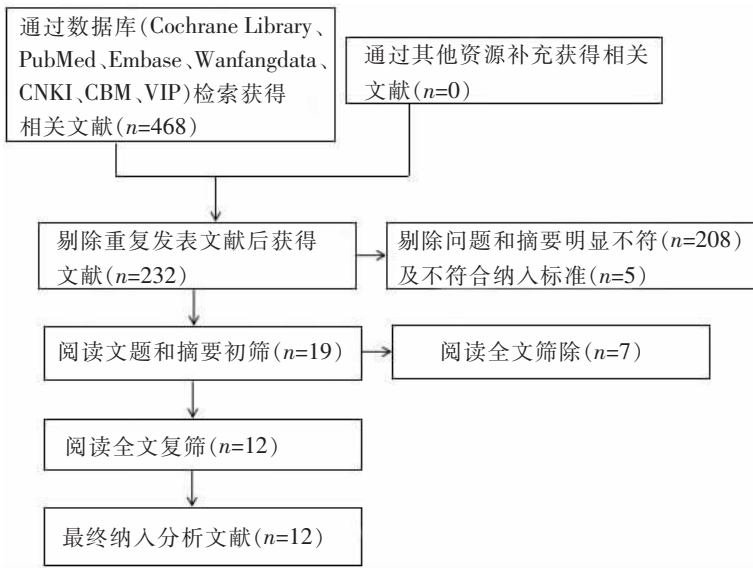 通过数据库(Cochrane Library、
PubMed、Embase、Wanfangdata、
CNKI、CBM、VIP)检索获得
相关文献(n=468)
通过其他资源补充获得相关
文献(n=0)
剔除重复发表文献后获得
文献(n=232)
剔除问题和摘要明显不符(n=208)
及不符合纳入标准(n=5)
阅读文题和摘要初筛(n=19)
阅读全文筛除(n=7)
阅读全文复筛(n=12)
最终纳入分析文献(n=12)